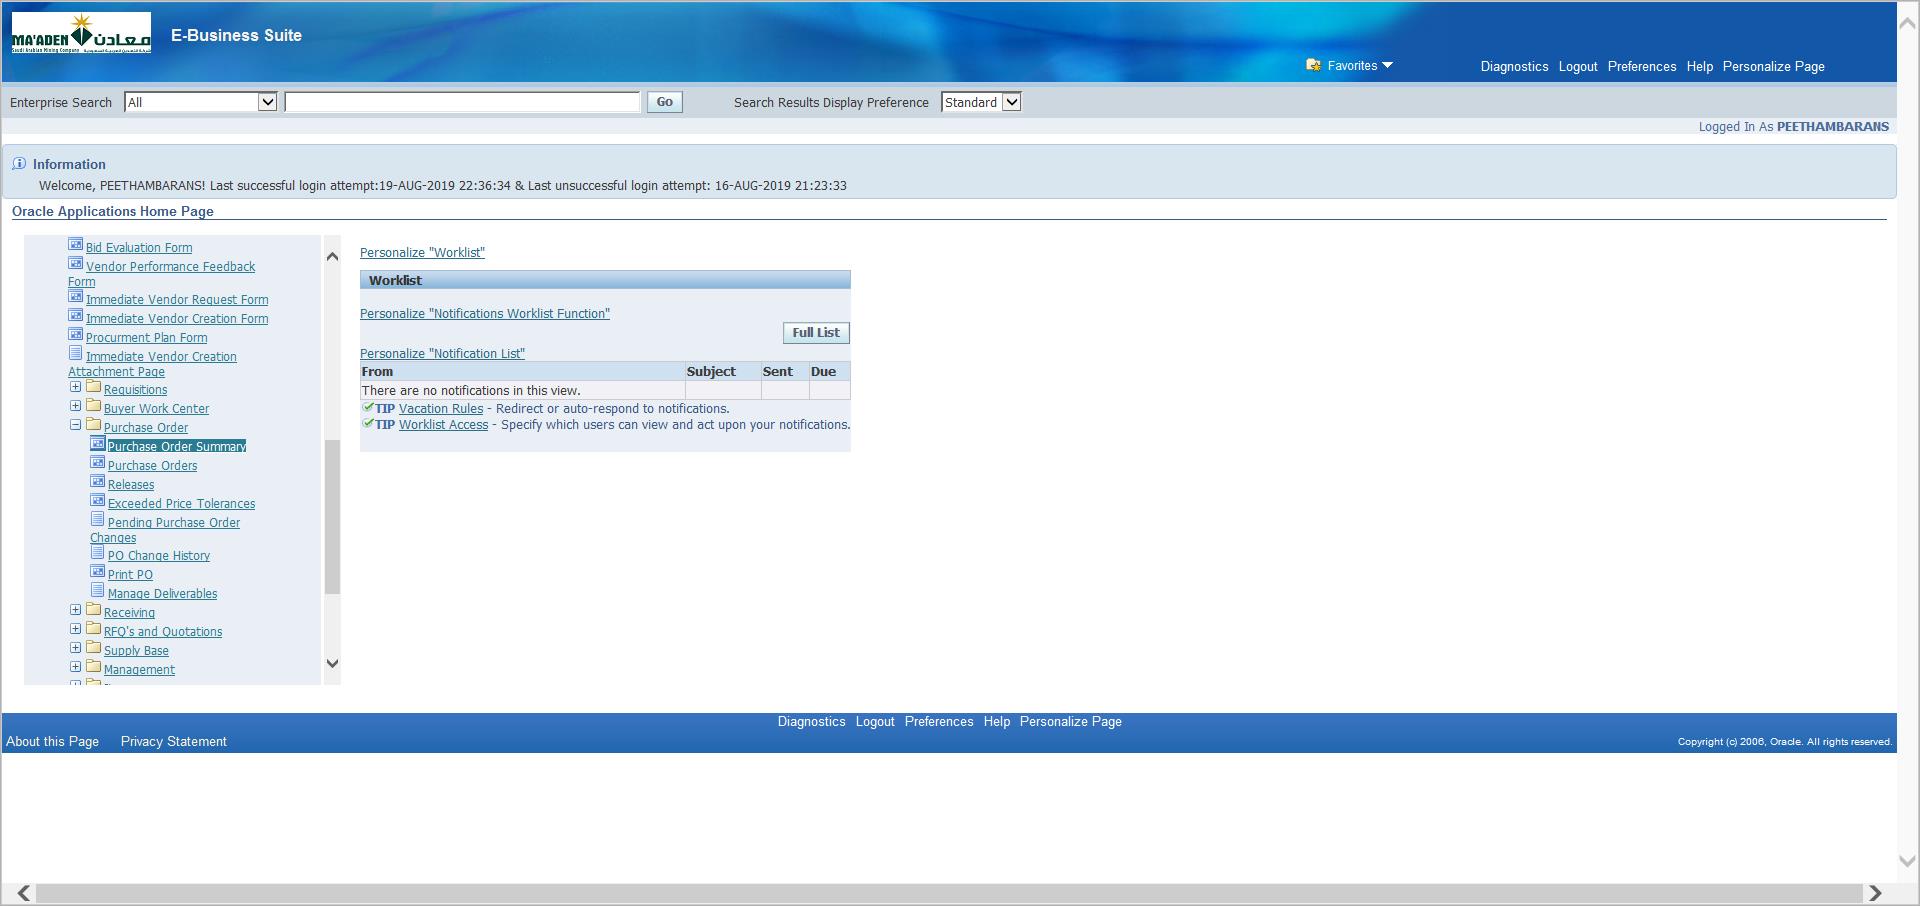 MA'ADEN معادن
Saudi Arabian Mining Company
E-Business Suite
Favorites
Diagnostics Logout Preferences Help Personalize Page
Enterprise Search All Go Search Results Display Preference Standard
Logged In As PEETHAMBARANS
Information
Welcome, PEETHAMBARANS! Last successful login attempt:19-AUG-2019 22:36:34 & Last unsuccessful login attempt: 16-AUG-2019 21:23:33
Oracle Applications Home Page
Bid Evaluation Form
Vendor Performance Feedback
Form
Immediate Vendor Request Form
Immediate Vendor Creation Form
Procurment Plan Form
Immediate Vendor Creation
Attachment Page
Requisitions
Buyer Work Center
Purchase Order
Purchase Order Summary
Purchase Orders
Releases
Exceeded Price Tolerances
Pending Purchase Order
Changes
PO Change History
Print PO
Manage Deliverables
Receiving
RFQ's and Quotations
Supply Base
Management
Personalize "Worklist"
Worklist
Personalize "Notifications Worklist Function"
Full List
Personalize "Notification List"
From Subject Sent Due
There are no notifications in this view.
TIP Vacation Rules - Redirect or auto-respond to notifications.
TIP Worklist Access - Specify which users can view and act upon your notifications.
Diagnostics Logout Preferences Help Personalize Page
About this Page Privacy Statement
Copyright (c) 2006, Oracle. All rights reserved.